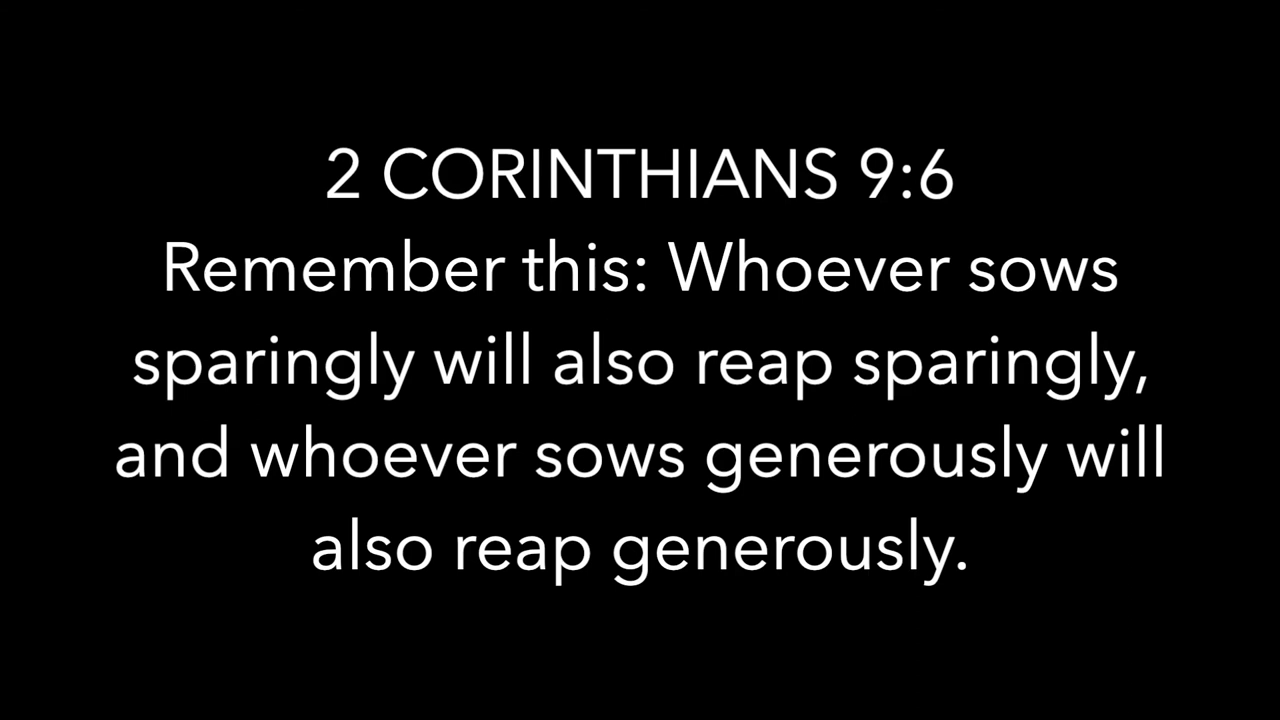 2 CORINTHIANS 9:6
Remember this: Whoever sows
sparingly will also reap sparingly,
and whoever sows generously will
also reap generously.